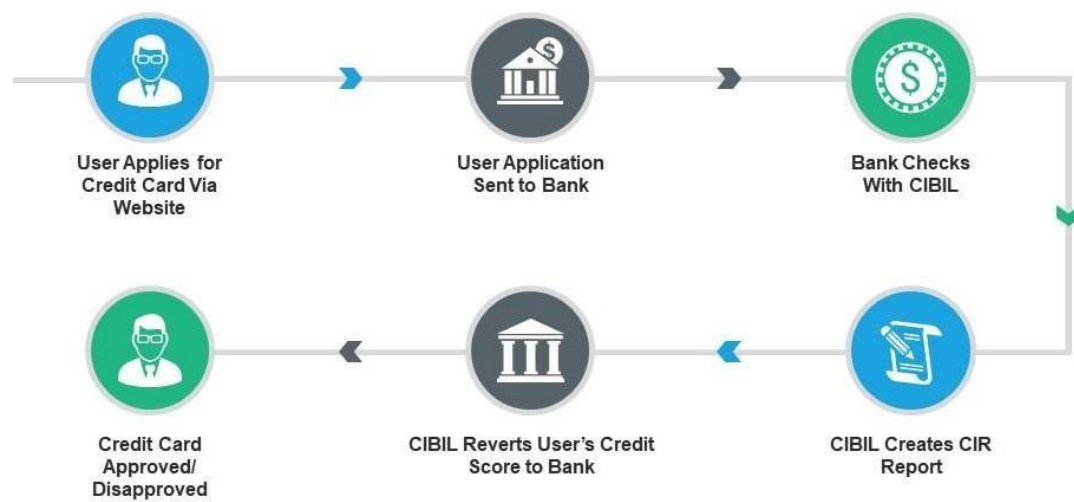 User Applies for
Credit Card Via
Website
User Application
Sent to Bank
Bank Checks
With CIBIL
CIBIL Creates CIR
Report
CIBIL Reverts User's Credit
Score to Bank
Credit Card
Approved/
Disapproved